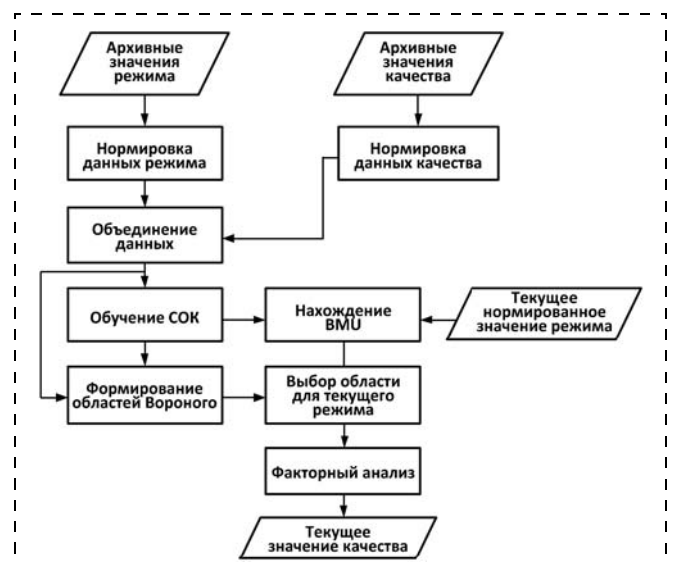 Архивные
значения
режима
Архивные
значения
качества
Нормировка
данных режима
Нормировка
данных качества
Объединение
данных
Обучение СОК
Нахождение
BMU
Текущее
нормированное
значение режима
Формирование
областей Вороного
Выбор области
для текущего
режима
Факторный анализ
Текущее
значение качества